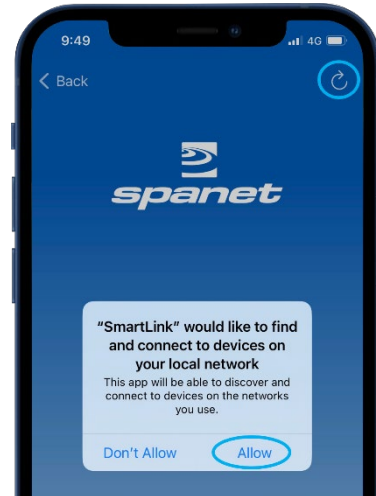 9:49
4G
Back
spanet
"SmartLink" would like to find
and connect to devices on
your local network
This app will be able to discover and
connect to devices on the networks
you use.
Don't Allow
Allow